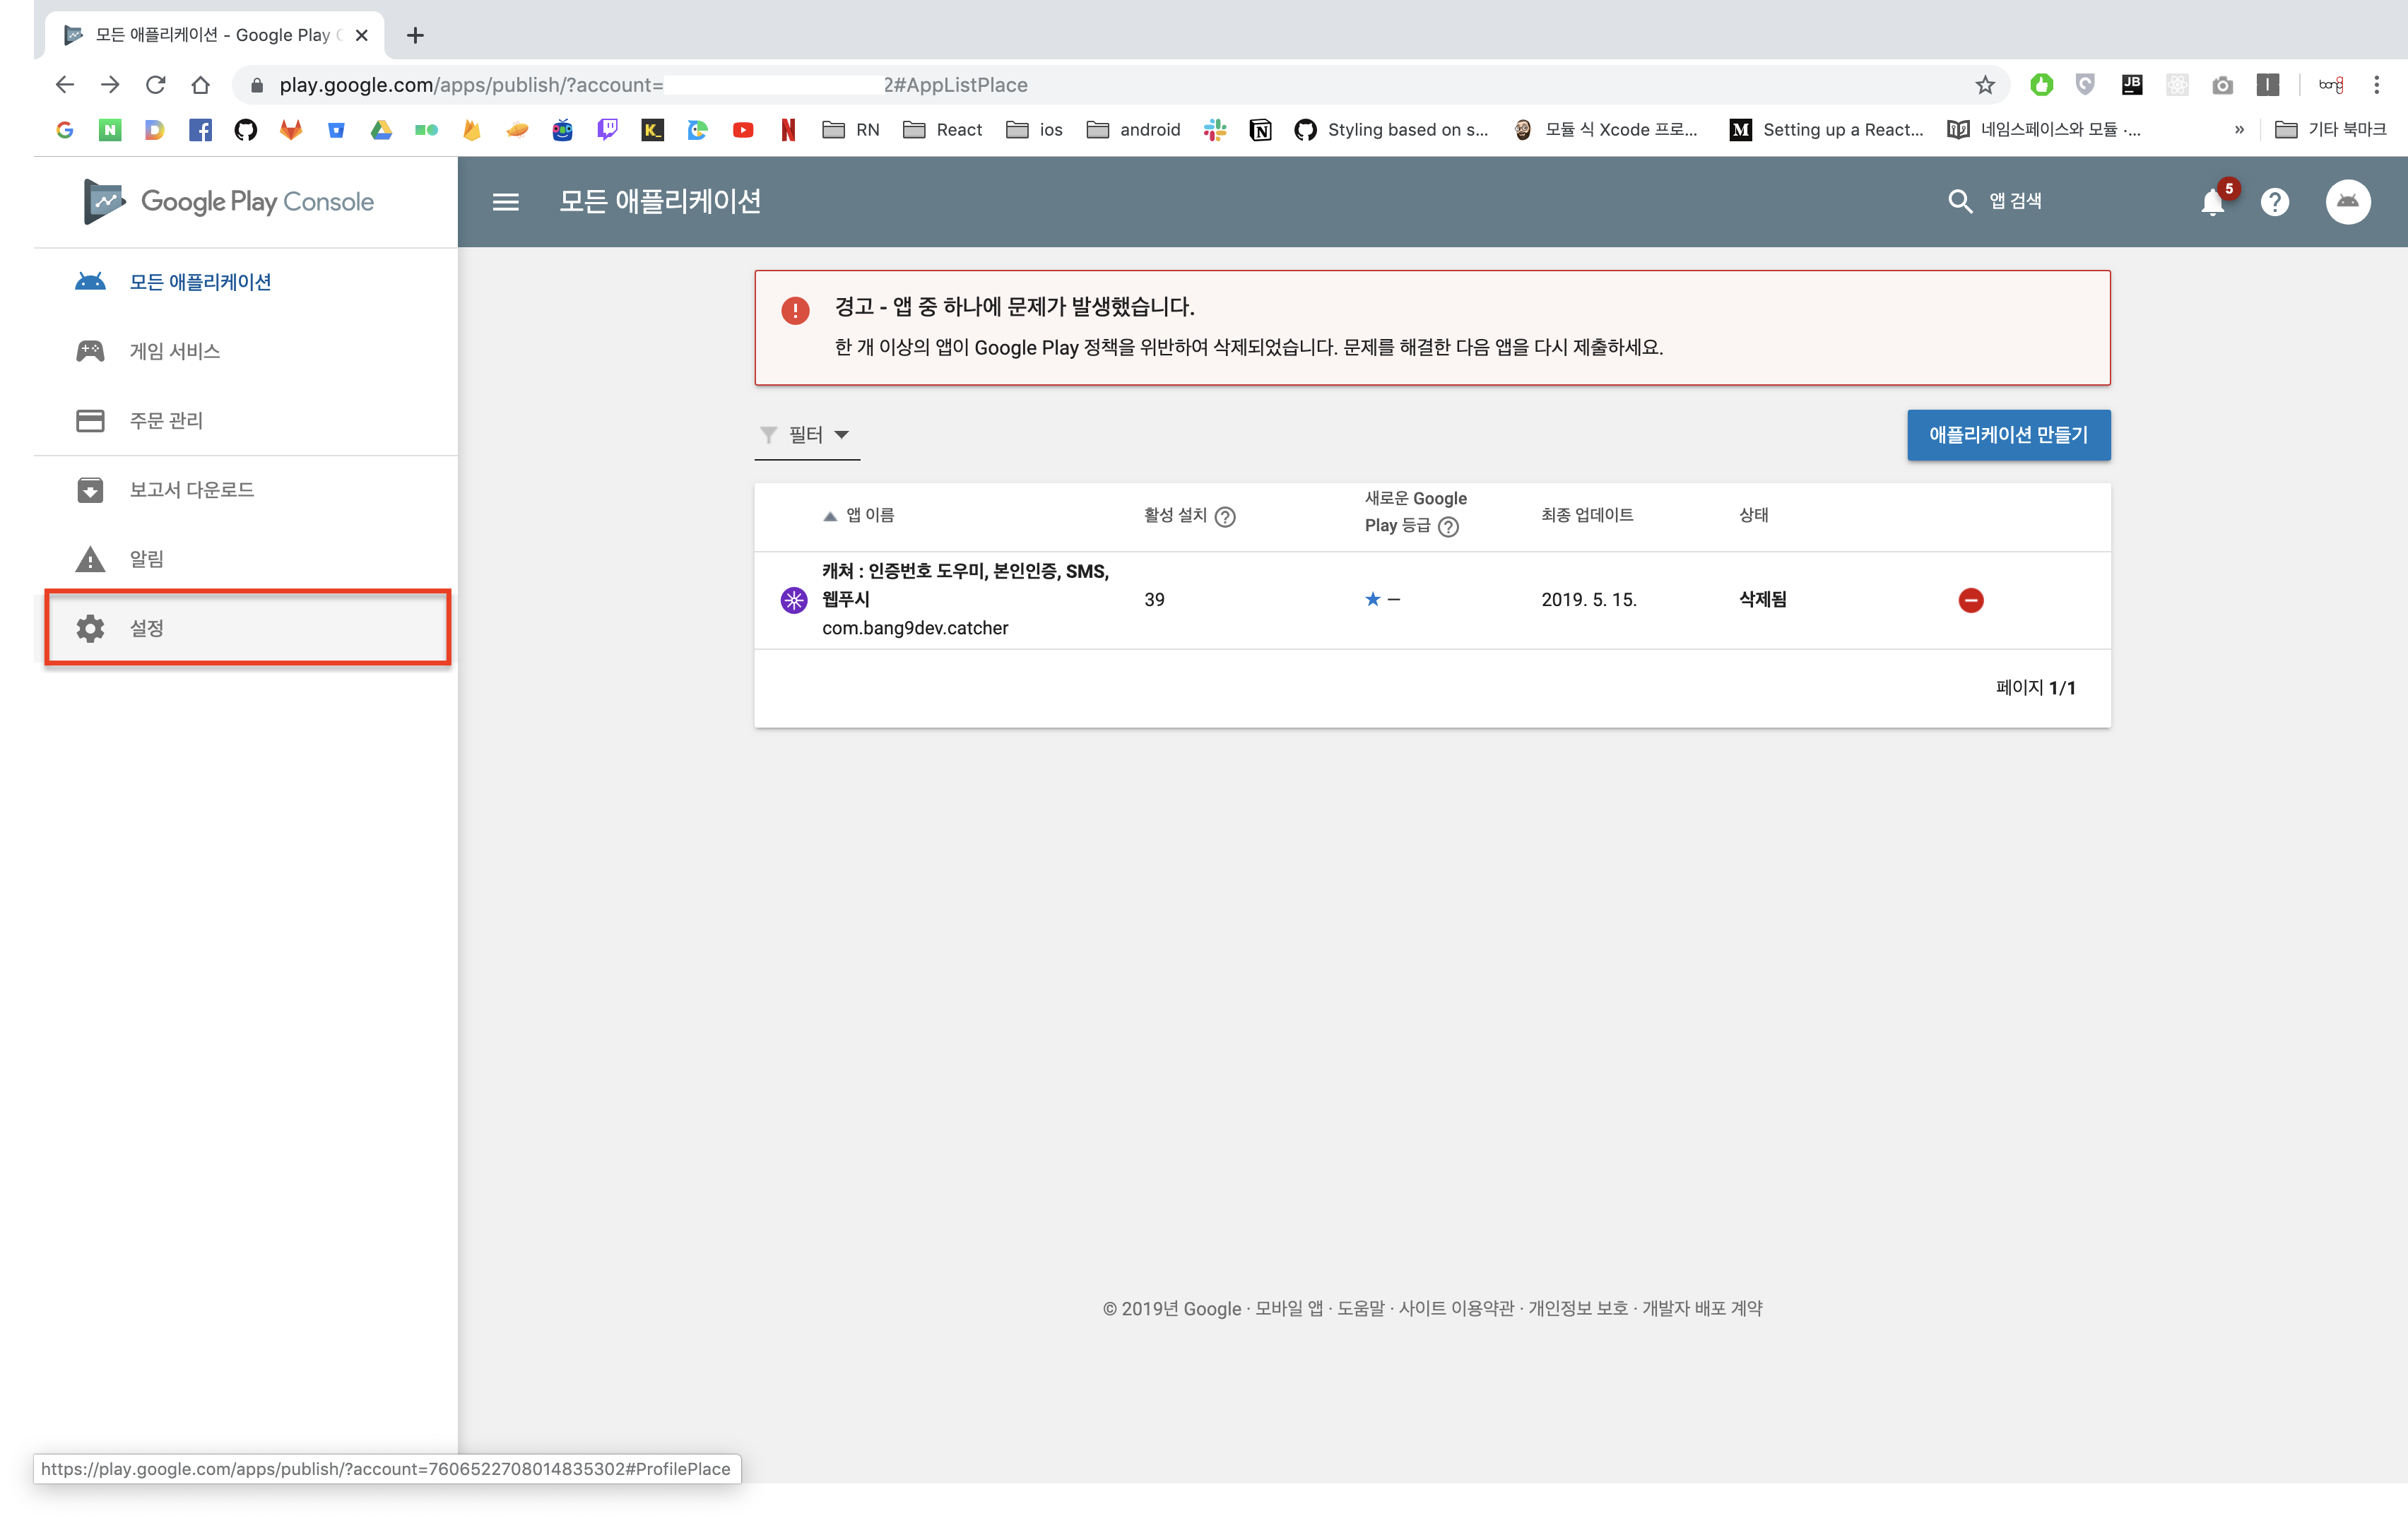 모든 애플리케이션 - Google Play
play.google.com/apps/publish/?account= 2#AppListPlace
RN
React
ios
android
Styling based on s...
모듈 식 Xcode 프로...
Setting up a React...
네임스페이스와 모듈 ·...
»
기타 북마크
Google Play Console
모든 애플리케이션
앱 검색
5
모든 애플리케이션
게임 서비스
주문 관리
보고서 다운로드
알림
설정
경고 - 앱 중 하나에 문제가 발생했습니다.
한 개 이상의 앱이 Google Play 정책을 위반하여 삭제되었습니다. 문제를 해결한 다음 앱을 다시 제출하세요.
필터
애플리케이션 만들기
앱 이름
활성 설치
새로운 Google
Play 등급
최종 업데이트
상태
캐쳐 : 인증번호 도우미, 본인인증, SMS,
웹푸시
com.bang9dev.catcher
39
★ –
2019. 5. 15.
삭제됨
페이지 1/1
© 2019년 Google · 모바일 앱 · 도움말 · 사이트 이용약관 · 개인정보 보호 · 개발자 배포 계약
https://play.google.com/apps/publish/?account=7606522708014835302#ProfilePlace